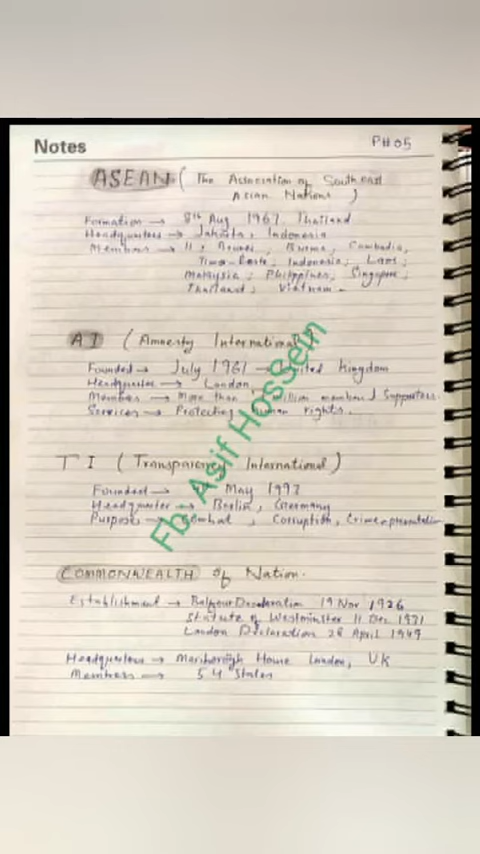 Notes
PH 05
ASEAN (The Association of South east
Asian Nations)
Formation → 8th Aug 1967. Thailand
Headquarters → Jakarta, Indonesia
Members → 11, Brunei, Burma, Cambodia,
Timor-Leste, Indonesia, Laos,
Malaysia, Philippines, Singapore,
Thailand, Vietnam.
AI (Amnesty International)
Founded → July 1961 → United Kingdom
Headquarter → London.
Members → More than million members / Supporters.
Services → Protecting human rights.
TI (Transparency International)
Founded → May 1992
Headquarter → Berlin, Germany
Purpose → Combat, Corruption, Crime
COMMONWEALTH of Nation.
Establishment → Balfour Declaration 19 Nov 1926
Statute of Westminster 11 Dec 1931
London Declaration 28 April 1949
Headquarters → Marlborough House London, UK
Members → 54 States
Fb: Asif HosSein